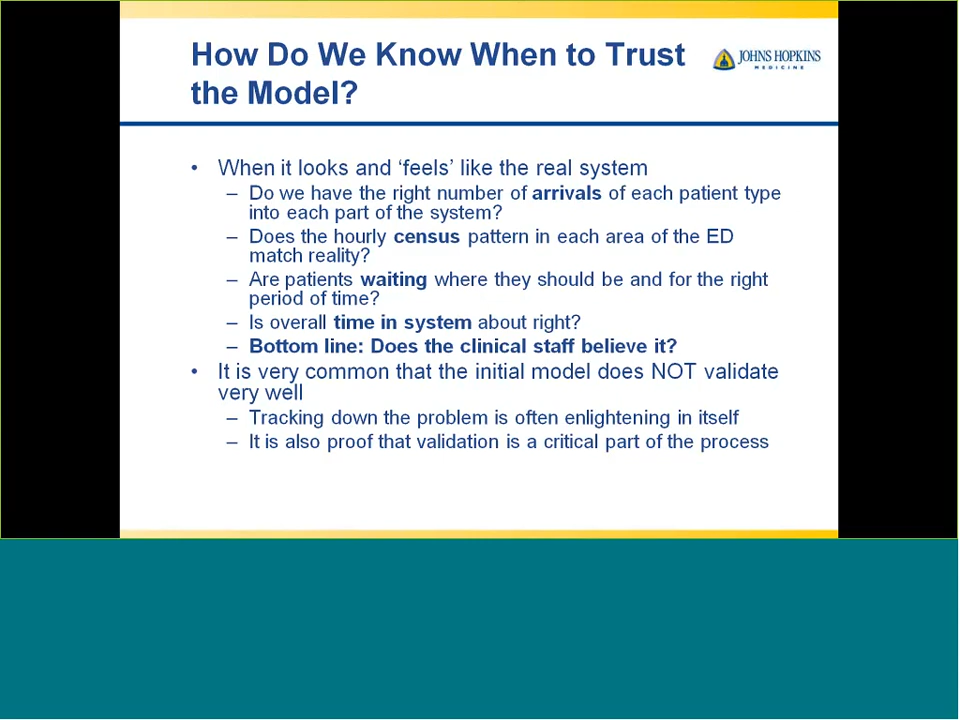 How Do We Know When to Trust
the Model?
JOHNS HOPKINS
MEDICINE
• When it looks and ‘feels’ like the real system
– Do we have the right number of arrivals of each patient type
into each part of the system?
– Does the hourly census pattern in each area of the ED
match reality?
– Are patients waiting where they should be and for the right
period of time?
– Is overall time in system about right?
– Bottom line: Does the clinical staff believe it?
• It is very common that the initial model does NOT validate
very well
– Tracking down the problem is often enlightening in itself
– It is also proof that validation is a critical part of the process